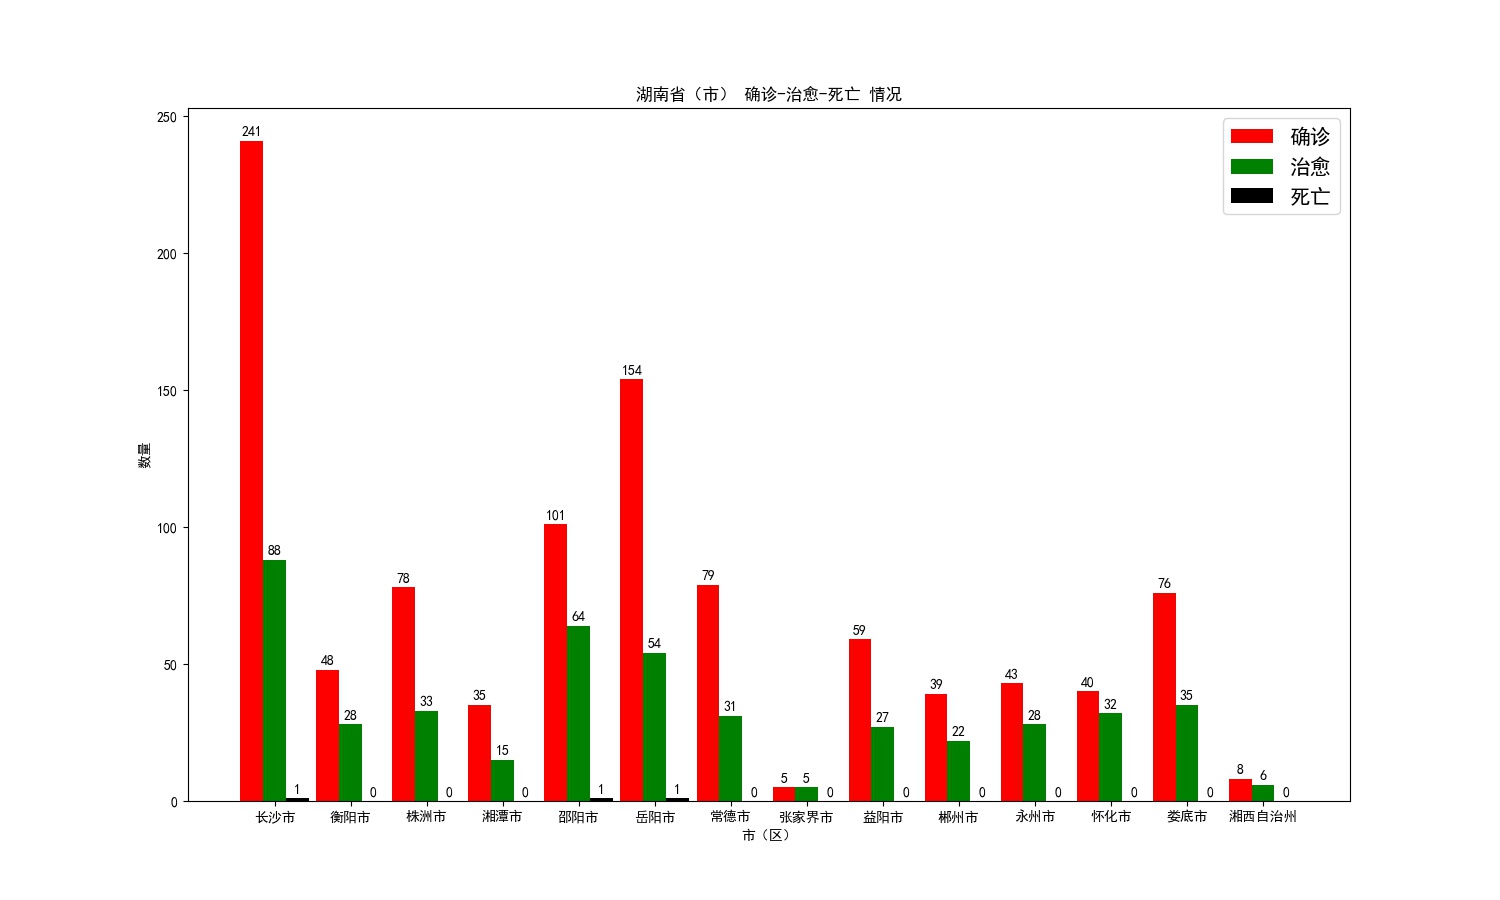 湖南省（市） 确诊-治愈-死亡 情况
确诊
治愈
死亡
数量
250
200
150
100
50
0
241 88 1
48 28 0
78 33 0
35 15 0
101 64 1
154 54 1
79 31 0
5 5 0
59 27 0
39 22 0
43 28 0
40 32 0
76 35 0
8 6 0
长沙市 衡阳市 株洲市 湘潭市 邵阳市 岳阳市 常德市 张家界市 益阳市 郴州市 永州市 怀化市 娄底市 湘西自治州
市（区）